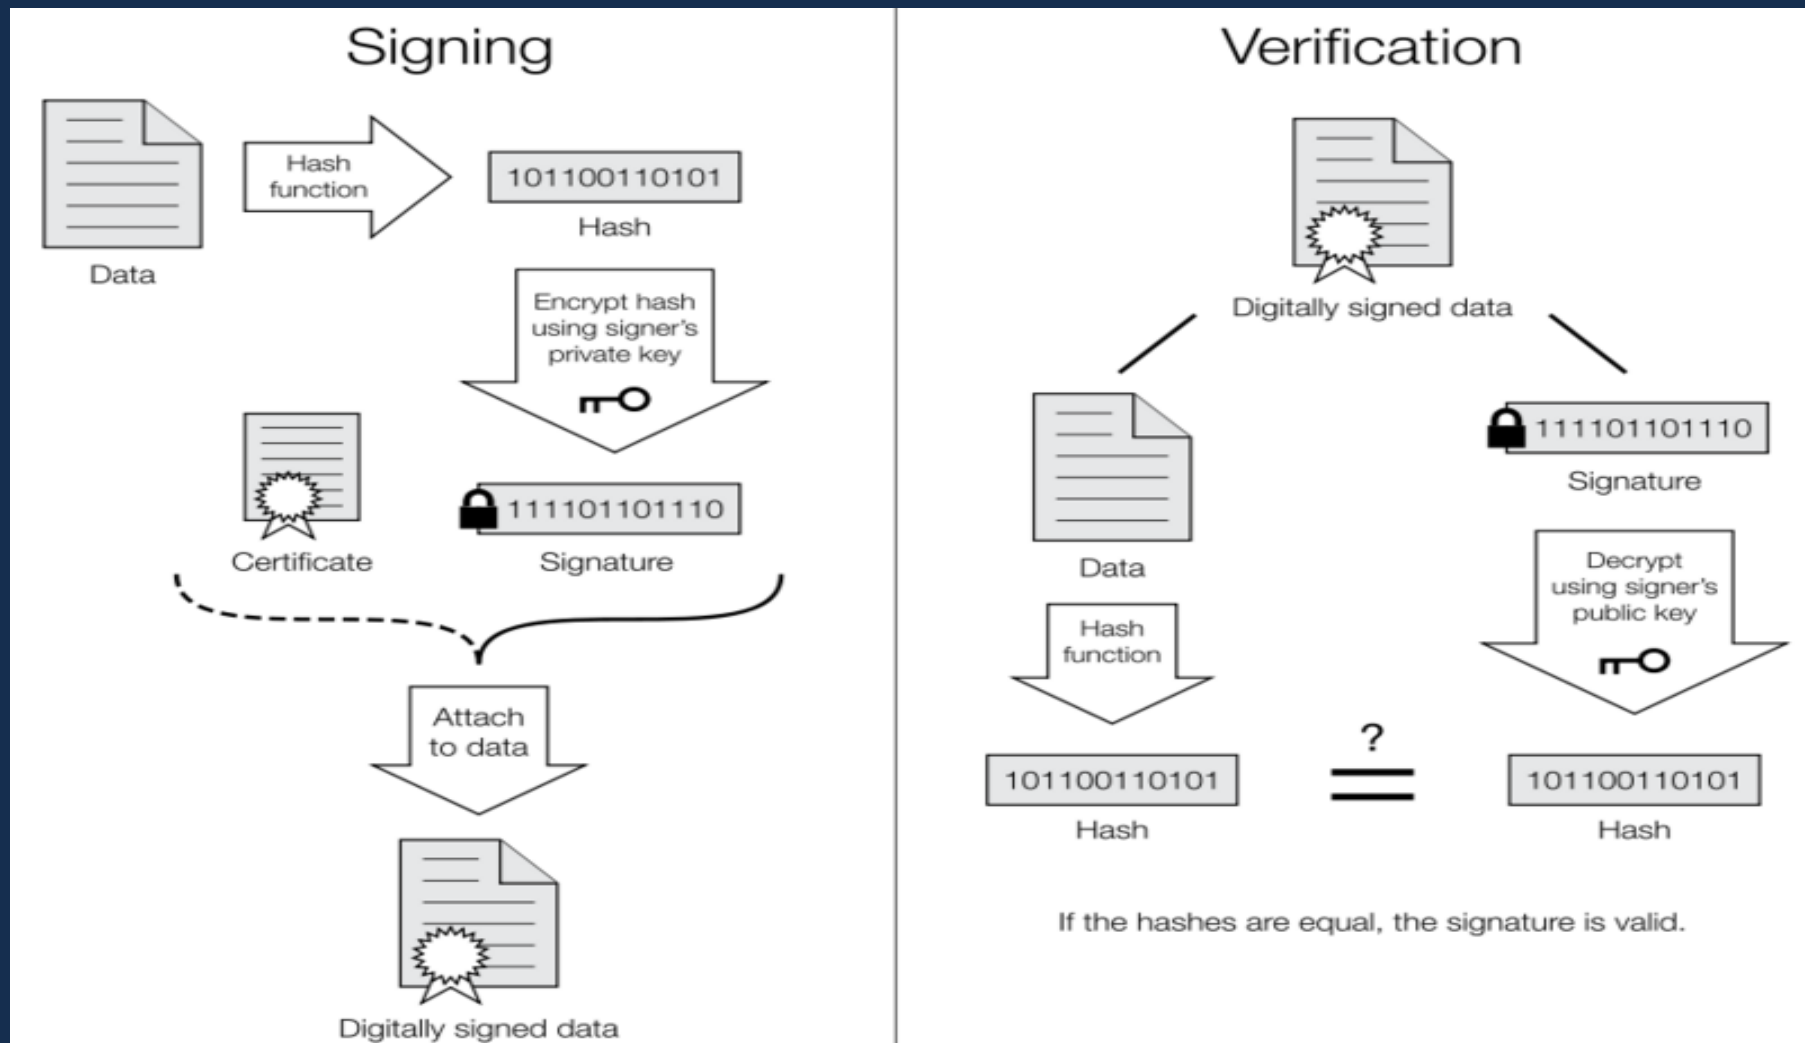 Signing
Data
Hash
function
101100110101
Hash
Encrypt hash
using signer's
private key
Certificate
111101101110
Signature
Attach
to data
Digitally signed data
Verification
Digitally signed data
Data
111101101110
Signature
Hash
function
Decrypt
using signer's
public key
101100110101
Hash
?
=
101100110101
Hash
If the hashes are equal, the signature is valid.